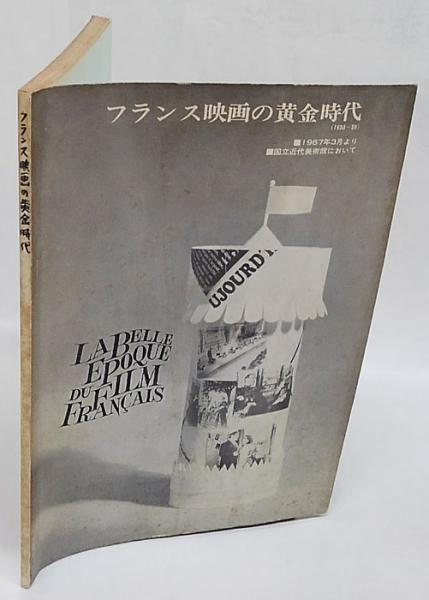 フランス映画の黄金時代
フランス映画の黄金時代
(1930~39)
■1967年3月より
■国立近代美術館において
UJOURD'
LA BELLE
EPOQUE
DU FILM
FRANÇAIS